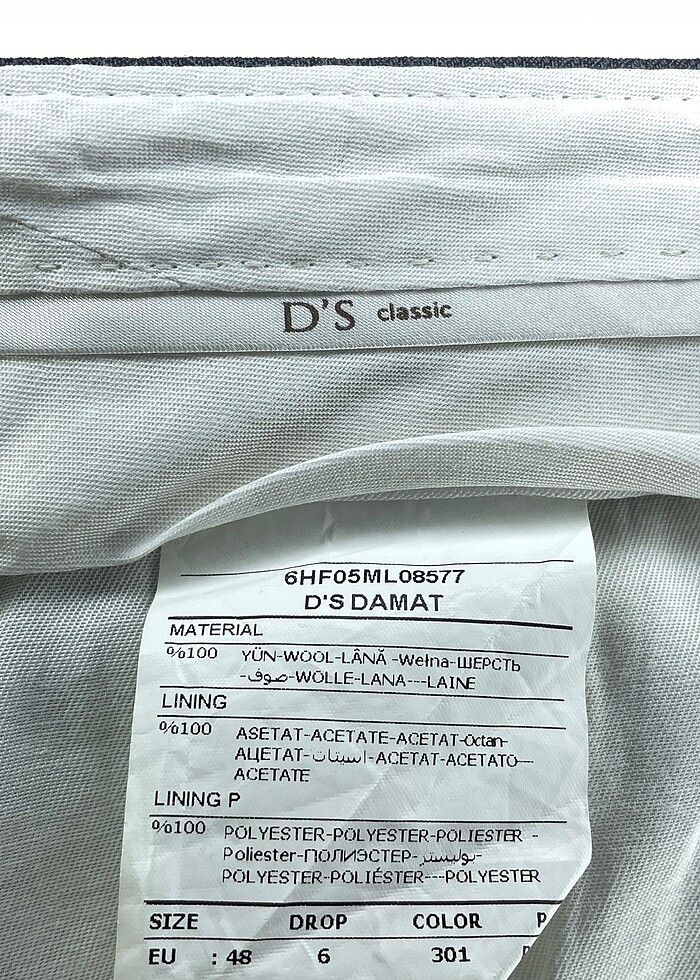 D'S classic
6HF05ML08577
D'S DAMAT
MATERIAL
%100 YÜN-WOOL-LÂNĂ -Wełna-ШЕРСТЬ
-صوف-WOLLE-LANA---LAINE
LINING
%100 ASETAT-ACETATE-ACETAT-Octan-
АЦЕТАТ-اسيتات-ACETAT-ACETATO---
ACETATE
LINING P
%100 POLYESTER-POLYESTER-POLIESTER -
Poliester-ПОЛИЭСТЕР-بوليستر-
POLYESTER-POLIÉSTER---POLYESTER
SIZE DROP COLOR P
EU : 48 6 301